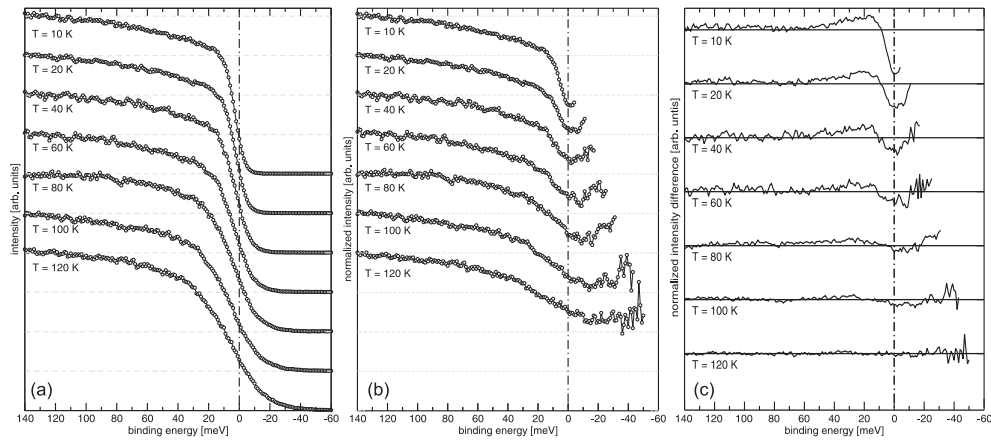 T = 10 K
T = 20 K
T = 40 K
T = 60 K
T = 80 K
T = 100 K
T = 120 K
(a)
intensity [arb. units]
140 120 100 80 60 40 20 0 -20 -40 -60
binding energy [meV]
T = 10 K
T = 20 K
T = 40 K
T = 60 K
T = 80 K
T = 100 K
T = 120 K
(b)
normalized intensity [arb. units]
140 120 100 80 60 40 20 0 -20 -40 -60
binding energy [meV]
T = 10 K
T = 20 K
T = 40 K
T = 60 K
T = 80 K
T = 100 K
T = 120 K
(c)
normalized intensity difference [arb. untis]
140 120 100 80 60 40 20 0 -20 -40 -60
binding energy [meV]